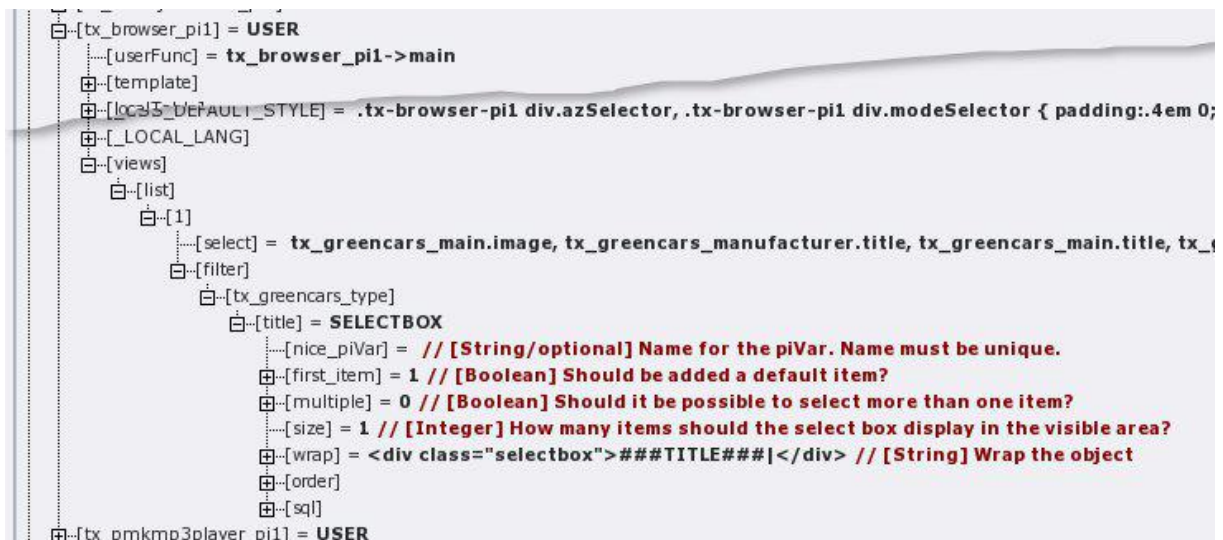 [tx_browser_pi1] = USER
[userFunc] = tx_browser_pi1->main
[template]
DEFAULT_STYLE] = .tx-browser-pi1 div.azSelector, .tx-browser-pi1 div.modeSelector { padding:.4em 0;
[_LOCAL_LANG]
[views]
[list]
[1]
[select] = tx_greencars_main.image, tx_greencars_manufacturer.title, tx_greencars_main.title, tx_
[filter]
[tx_greencars_type]
[title] = SELECTBOX
[nice_piVar] = // [String/optional] Name for the piVar. Name must be unique.
[first_item] = 1 // [Boolean] Should be added a default item?
[multiple] = 0 // [Boolean] Should it be possible to select more than one item?
[size] = 1 // [Integer] How many items should the select box display in the visible area?
[wrap] = <div class="selectbox">###TITLE###|</div> // [String] Wrap the object
[order]
[sql]
[tx_pmkmp3player_pi1] = USER